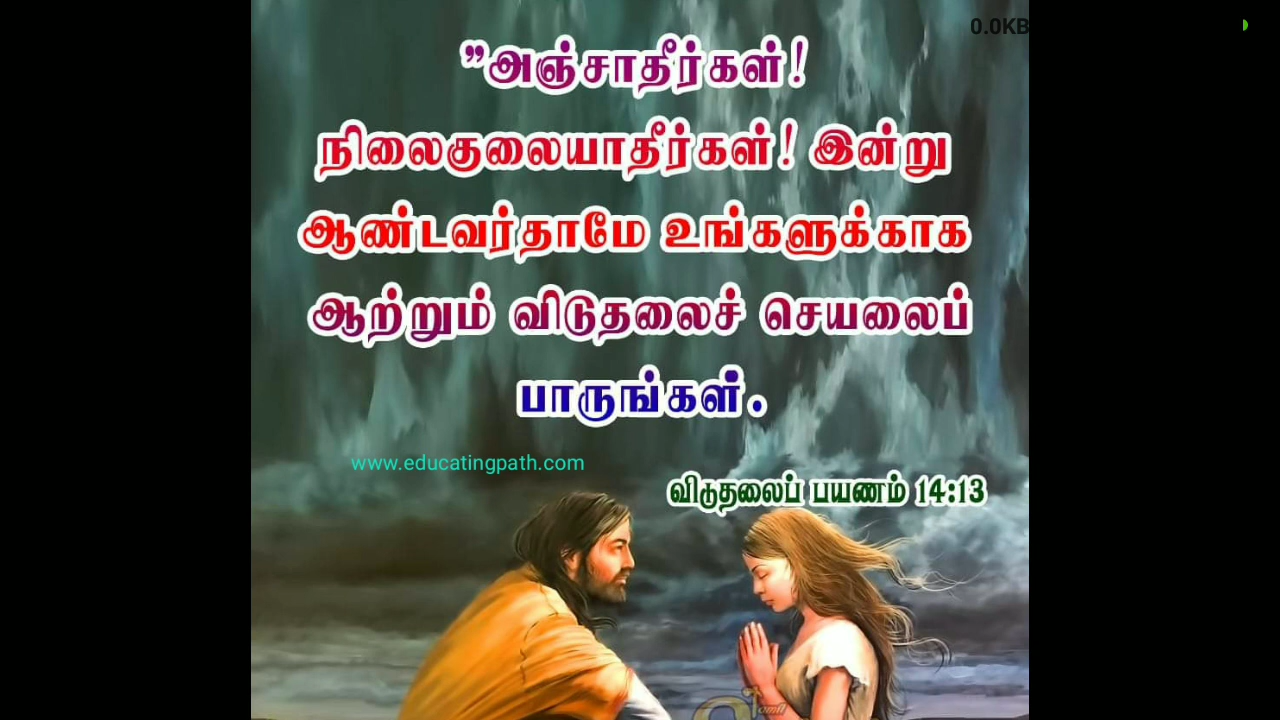 0.0KB
”அஞ்சாதீர்கள்!
நிலைகுலையாதீர்கள்! இன்று
ஆண்டவர்தாமே உங்களுக்காக
ஆற்றும் விடுதலைச் செயலைப்
பாருங்கள்.
www.educatingpath.com
விடுதலைப் பயணம் 14:13